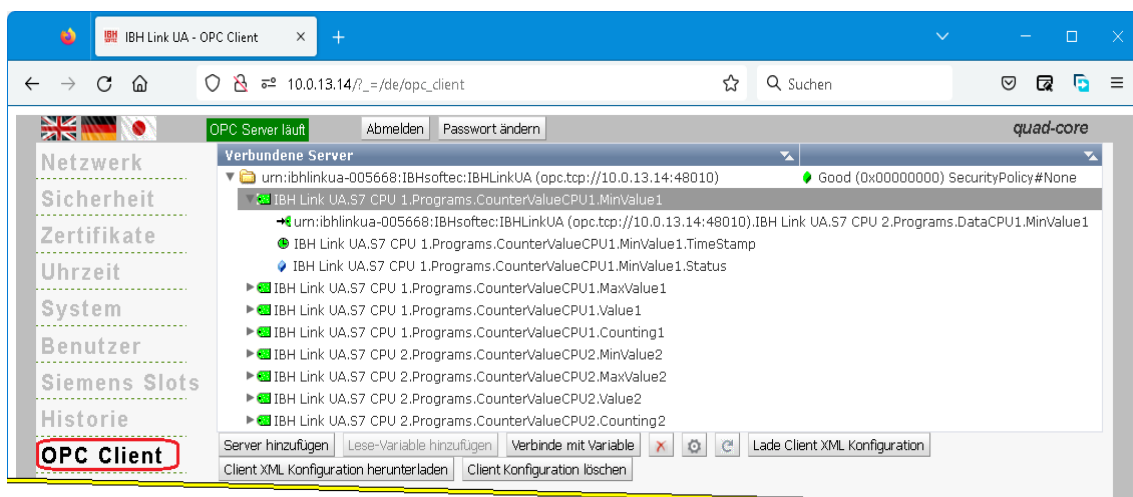 IBH Link UA - OPC Client
10.0.13.14/?_=/de/opc_client
Suchen
OPC Server läuft
Abmelden
Passwort ändern
quad-core
Netzwerk
Sicherheit
Zertifikate
Uhrzeit
System
Benutzer
Siemens Slots
Historie
OPC Client
Verbundene Server
urn:ibhlinkua-005668:IBHsoftec:IBHLinkUA (opc.tcp://10.0.13.14:48010) Good (0x00000000) SecurityPolicy#None
IBH Link UA.S7 CPU 1.Programs.CounterValueCPU1.MinValue1
urn:ibhlinkua-005668:IBHsoftec:IBHLinkUA (opc.tcp://10.0.13.14:48010).IBH Link UA.S7 CPU 2.Programs.DataCPU1.MinValue1
IBH Link UA.S7 CPU 1.Programs.CounterValueCPU1.MinValue1.TimeStamp
IBH Link UA.S7 CPU 1.Programs.CounterValueCPU1.MinValue1.Status
IBH Link UA.S7 CPU 1.Programs.CounterValueCPU1.MaxValue1
IBH Link UA.S7 CPU 1.Programs.CounterValueCPU1.Value1
IBH Link UA.S7 CPU 1.Programs.CounterValueCPU1.Counting1
IBH Link UA.S7 CPU 2.Programs.CounterValueCPU2.MinValue2
IBH Link UA.S7 CPU 2.Programs.CounterValueCPU2.MaxValue2
IBH Link UA.S7 CPU 2.Programs.CounterValueCPU2.Value2
IBH Link UA.S7 CPU 2.Programs.CounterValueCPU2.Counting2
Server hinzufügen
Lese-Variable hinzufügen
Verbinde mit Variable
Lade Client XML Konfiguration
Client XML Konfiguration herunterladen
Client Konfiguration löschen